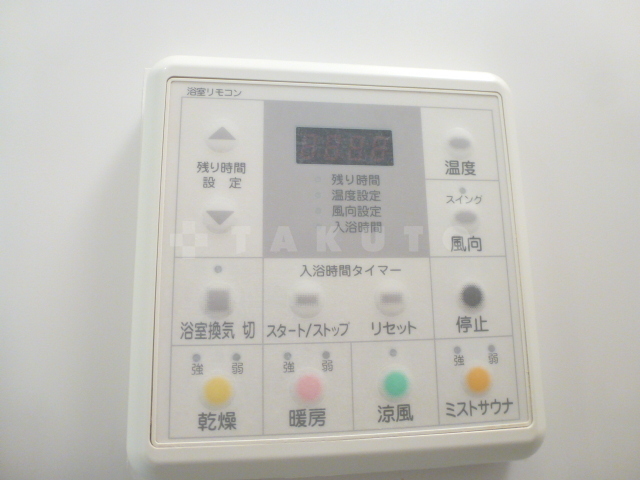 浴室リモコン
残り時間
設 定
残り時間
温度設定
風向設定
入浴時間
温度
スイング
風向
TAKUTO
入浴時間タイマー
浴室換気 切
スタート/ストップ
リセット
停止
強 弱
乾燥
強 弱
暖房
涼風
強 弱
ミストサウナ